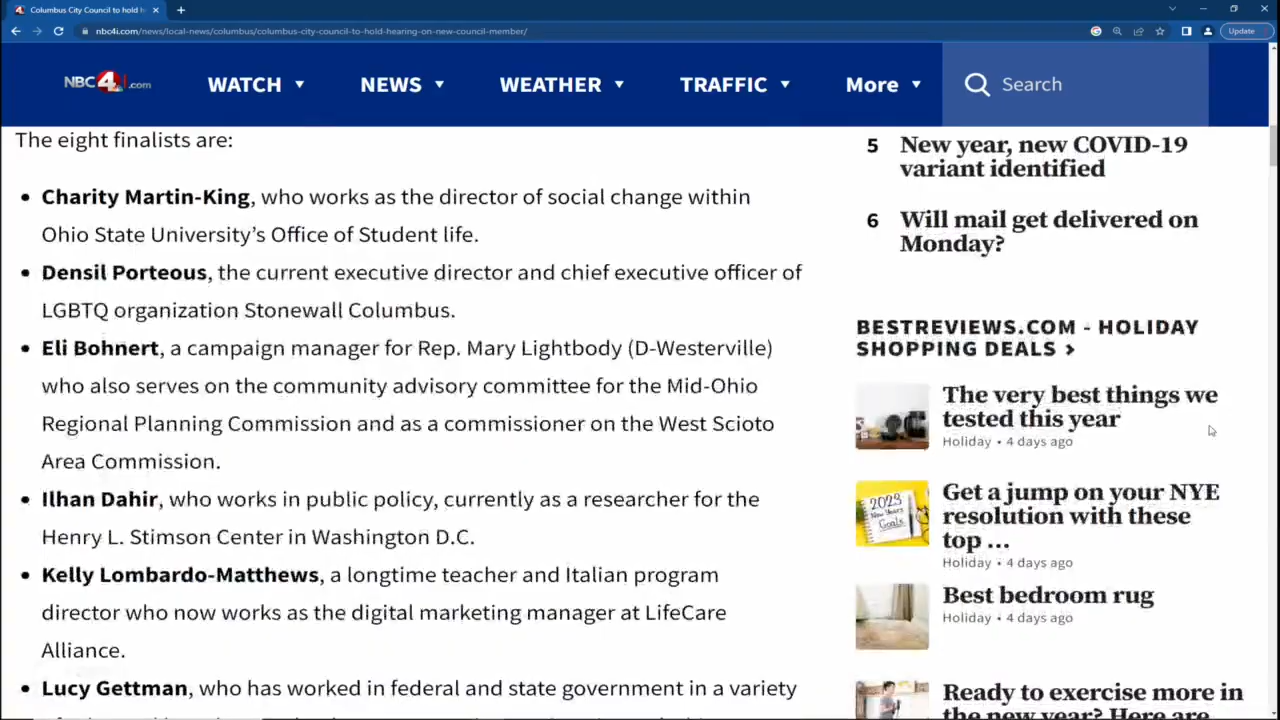 Columbus City Council to hold h
nbc4i.com/news/local-news/columbus/columbus-city-council-to-hold-hearing-on-new-council-member/
Update
NBC4i.com
WATCH
NEWS
WEATHER
TRAFFIC
More
Search
The eight finalists are:
• Charity Martin-King, who works as the director of social change within
Ohio State University’s Office of Student life.
• Densil Porteous, the current executive director and chief executive officer of
LGBTQ organization Stonewall Columbus.
• Eli Bohnert, a campaign manager for Rep. Mary Lightbody (D-Westerville)
who also serves on the community advisory committee for the Mid-Ohio
Regional Planning Commission and as a commissioner on the West Scioto
Area Commission.
• Ilhan Dahir, who works in public policy, currently as a researcher for the
Henry L. Stimson Center in Washington D.C.
• Kelly Lombardo-Matthews, a longtime teacher and Italian program
director who now works as the digital marketing manager at LifeCare
Alliance.
• Lucy Gettman, who has worked in federal and state government in a variety
5 New year, new COVID-19
variant identified
6 Will mail get delivered on
Monday?
BESTREVIEWS.COM - HOLIDAY
SHOPPING DEALS >
The very best things we
tested this year
Holiday • 4 days ago
2023
New Years
Goals
Get a jump on your NYE
resolution with these
top ...
Holiday • 4 days ago
Best bedroom rug
Holiday • 4 days ago
Ready to exercise more in
the new year? Here are